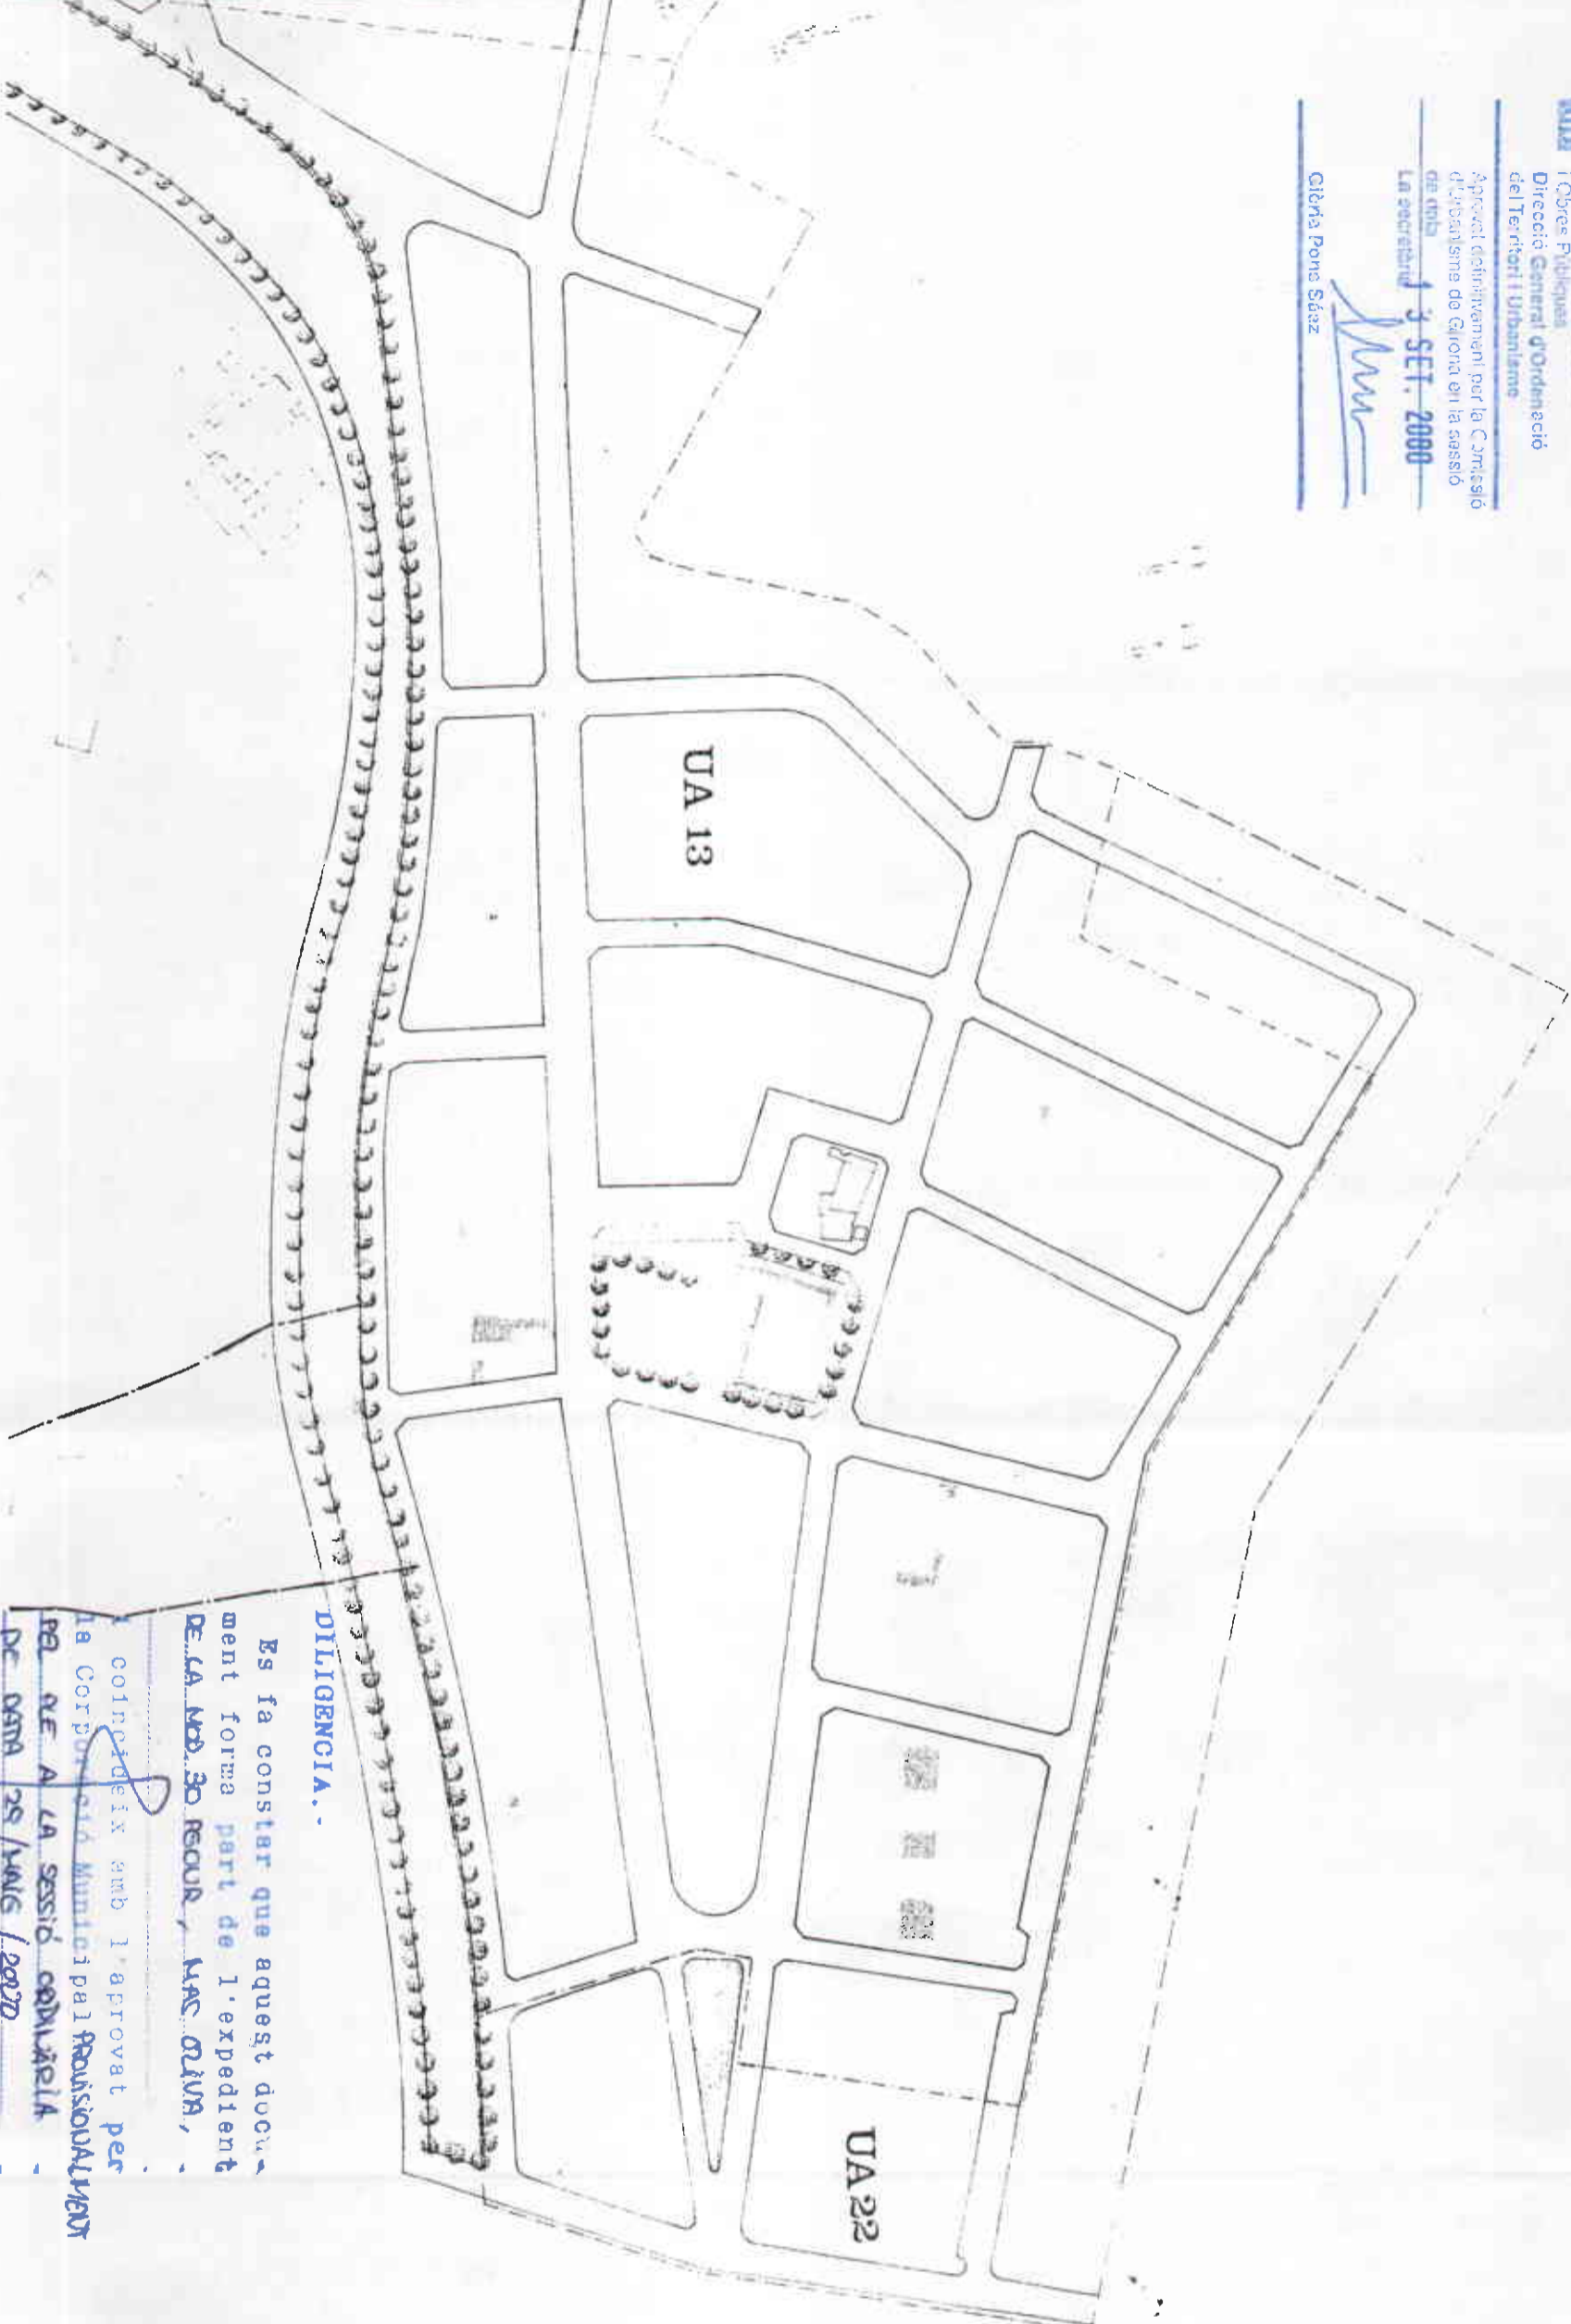 i Obres Públiques
Direcció General d'Ordenació
del Territori i Urbanisme
Aprovat definitivament per la Comissió
d'Urbanisme de Girona en la sessió
de data 13 SET. 2000
La secretària
Glòria Pons Sáez
UA 13
UA 22
DILIGENCIA.-
Es fa constar que aquest docu-
ment forma part de l'expedient
DE LA MOD. 30 PGOUR, MAS OLIVA,
i coincideix amb l'aprovat per
la Corporació Municipal PROVISIONALMENT
PEL PLE A LA SESSIÓ ORDINÀRIA
DE DATA 29/MAIG/2000